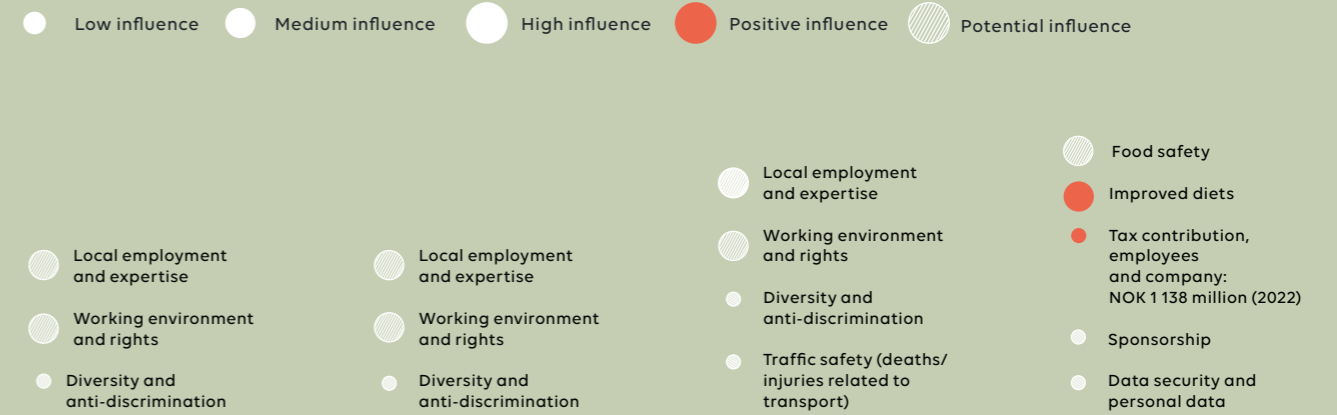 Low influence
Medium influence
High influence
Positive influence
Potential influence
Local employment
and expertise
Working environment
and rights
Diversity and
anti-discrimination
Local employment
and expertise
Working environment
and rights
Diversity and
anti-discrimination
Local employment
and expertise
Working environment
and rights
Diversity and
anti-discrimination
Traffic safety (deaths/
injuries related to
transport)
Food safety
Improved diets
Tax contribution,
employees
and company:
NOK 1 138 million (2022)
Sponsorship
Data security and
personal data